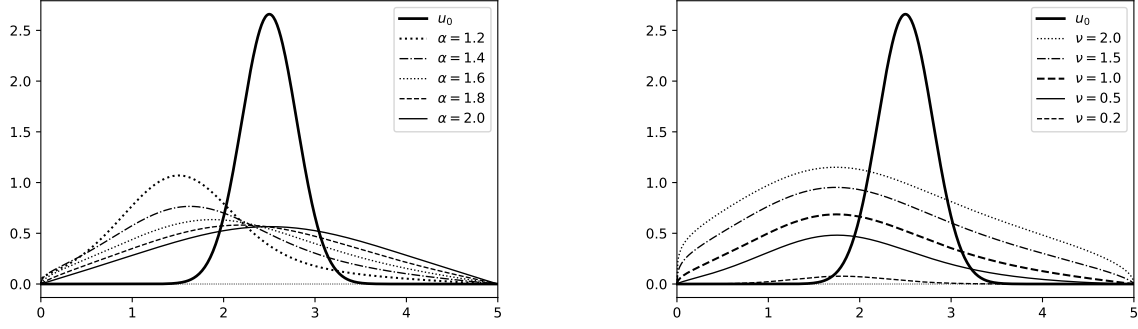 2.5
2.0
1.5
1.0
0.5
0.0
0 1 2 3 4 5
u₀
α = 1.2
α = 1.4
α = 1.6
α = 1.8
α = 2.0
2.5
2.0
1.5
1.0
0.5
0.0
0 1 2 3 4 5
u₀
ν = 2.0
ν = 1.5
ν = 1.0
ν = 0.5
ν = 0.2